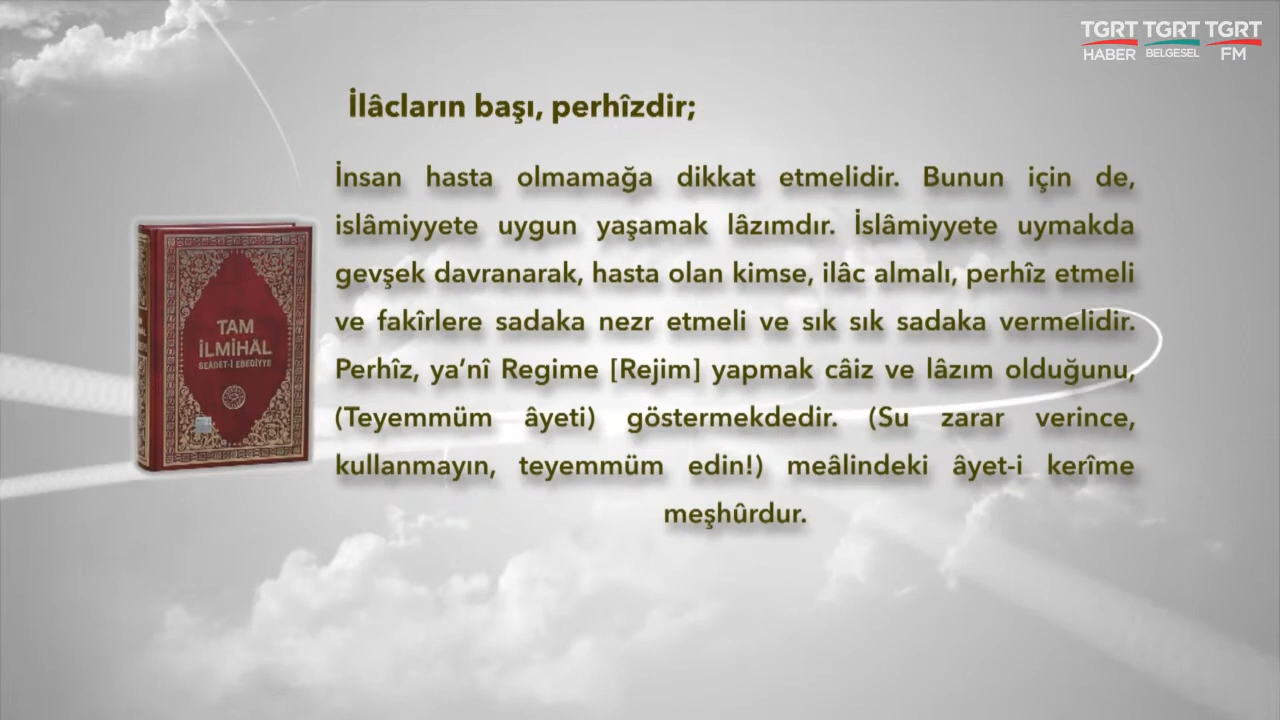 TGRT TGRT TGRT
HABER BELGESEL FM
İlâcların başı, perhîzdir;
İnsan hasta olmamağa dikkat etmelidir. Bunun için de,
islâmiyyete uygun yaşamak lâzımdır. İslâmiyyete uymakda
gevşek davranarak, hasta olan kimse, ilâc almalı, perhîz etmeli
ve fakîrlere sadaka nezr etmeli ve sık sık sadaka vermelidir.
Perhîz, ya’nî Regime [Rejim] yapmak câiz ve lâzım olduğunu,
(Teyemmüm âyeti) göstermekdedir. (Su zarar verince,
kullanmayın, teyemmüm edin!) meâlindeki âyet-i kerîme
meşhûrdur.
TAM
İLMİHÂL
SEÂDET-İ EBEDİYYE